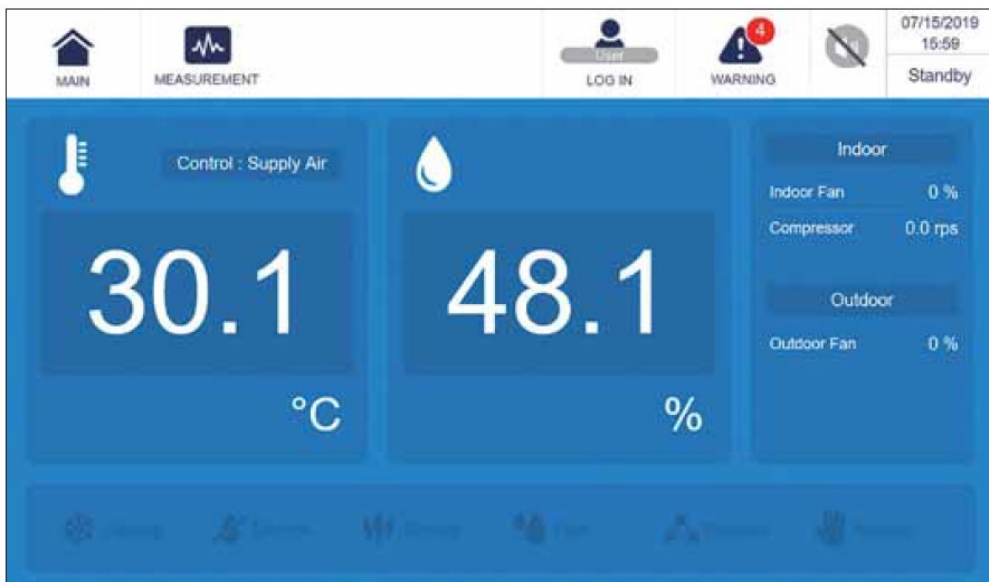 MAIN
MEASUREMENT
User
LOG IN
4
WARNING
07/15/2019
15:59
Standby
Control : Supply Air
30.1
°C
48.1
%
Indoor
Indoor Fan 0 %
Compressor 0.0 rps
Outdoor
Outdoor Fan 0 %